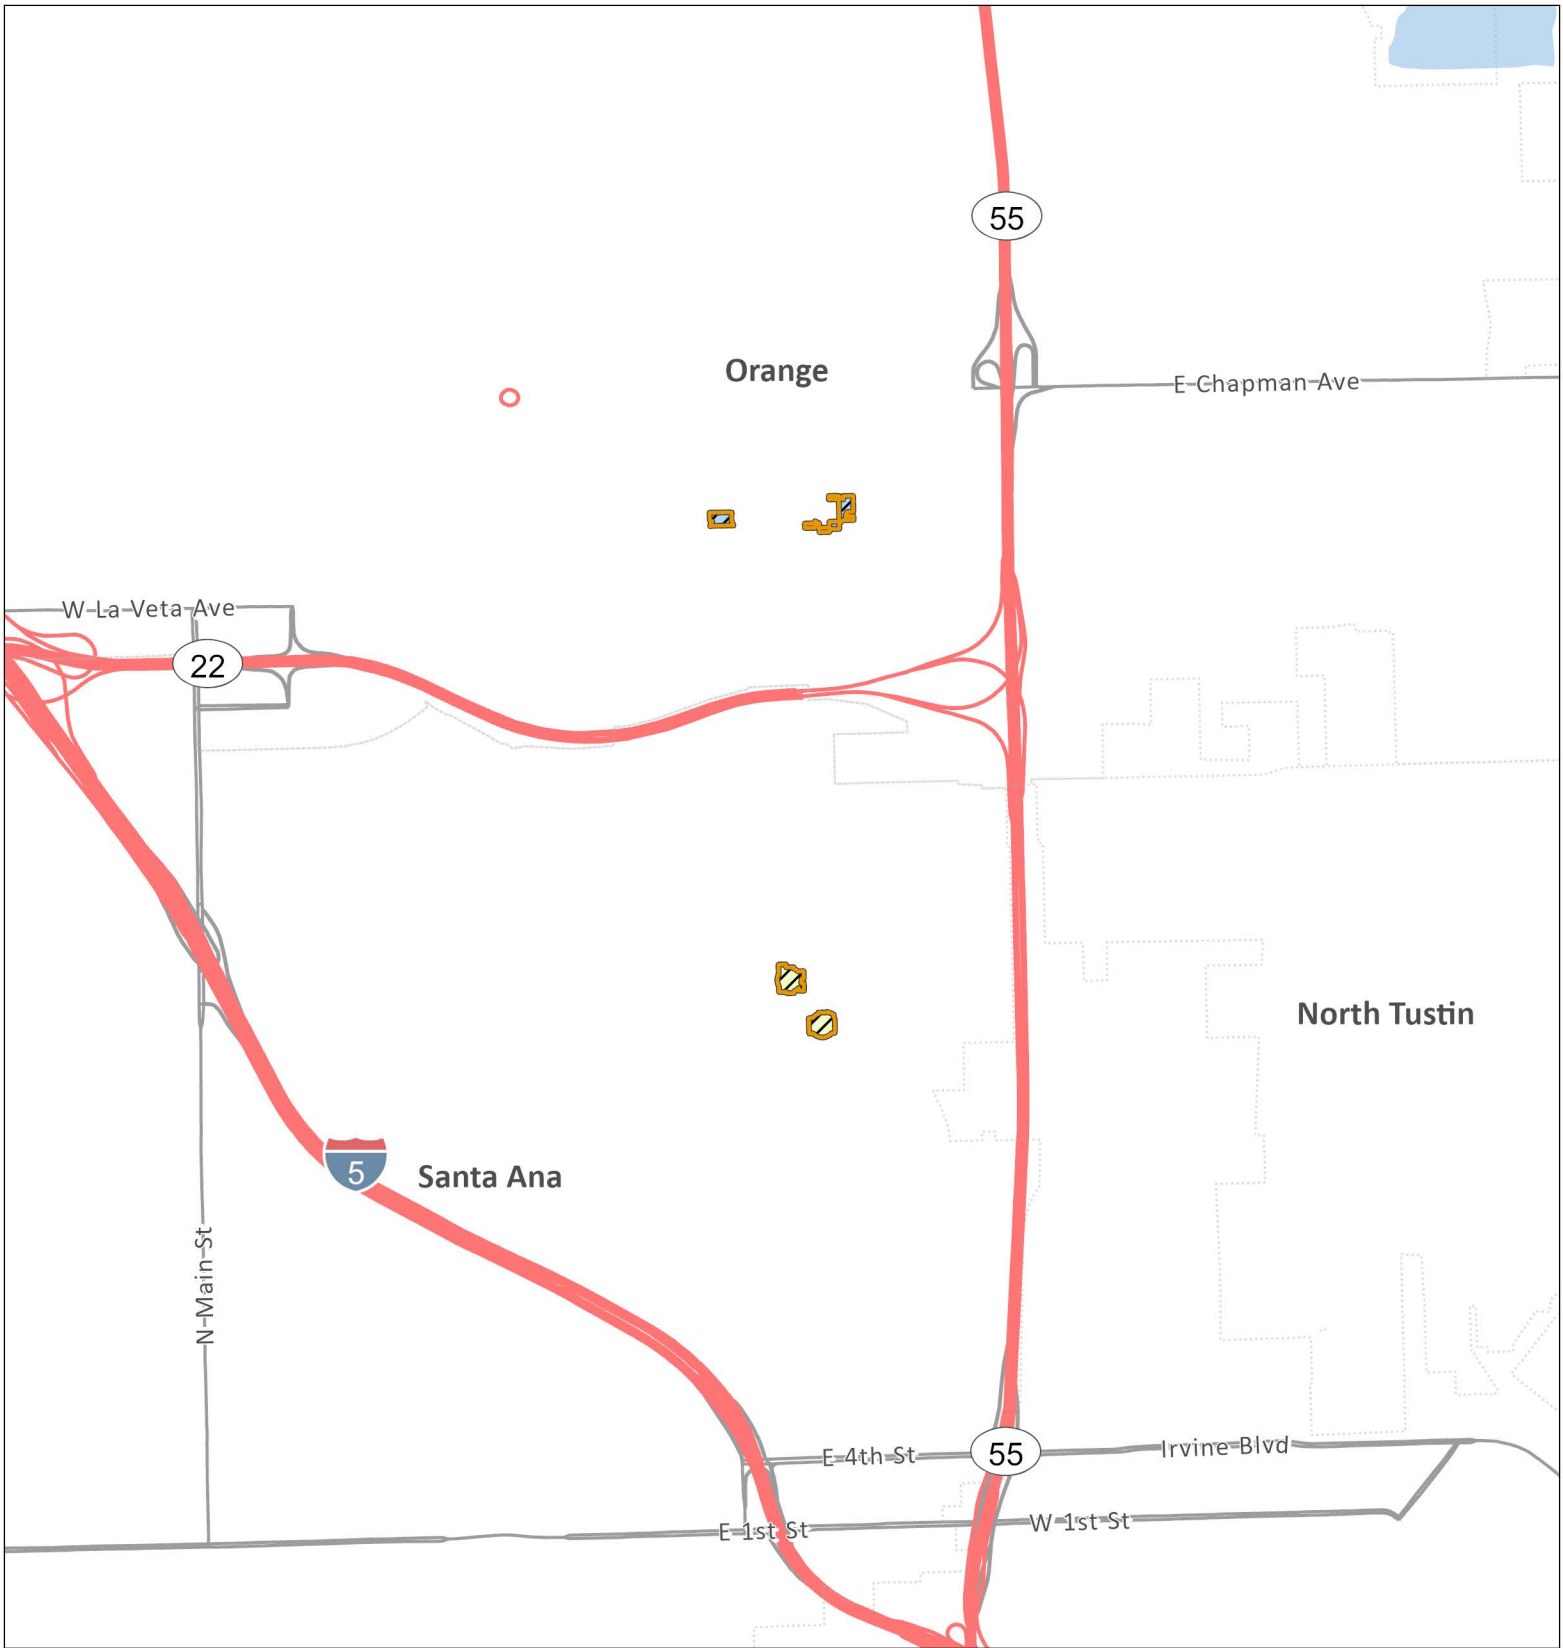 55
Orange
E Chapman Ave
W La Veta Ave
22
North Tustin
5
Santa Ana
N Main St
E 4th St
55
Irvine Blvd
E 1st St
W 1st St